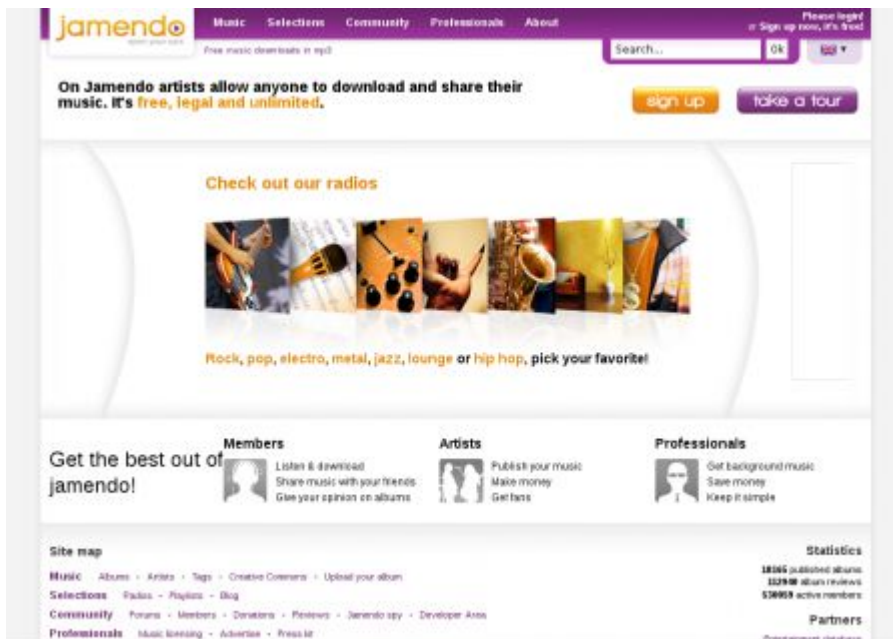 jamendo
open your ears
Music Selections Community Professionals About
Please login!
or Sign up now, it's free!
Free music downloads in mp3
Search... Ok
On Jamendo artists allow anyone to download and share their
music. It's free, legal and unlimited.
sign up take a tour
Check out our radios
Rock, pop, electro, metal, jazz, lounge or hip hop, pick your favorite!
Get the best out of
jamendo!
Members
Listen & download
Share music with your friends
Give your opinion on albums
Artists
Publish your music
Make money
Get fans
Professionals
Get background music
Save money
Keep it simple
Site map
Music Albums - Artists - Tags - Creative Commons - Upload your album
Selections Radios - Playlists - Blog
Community Forums - Members - Donations - Reviews - Jamendo spy - Developer Area
Professionals Music licensing - Advertise - Press kit
Statistics
18165 published albums
112940 album reviews
530059 active members
Partners